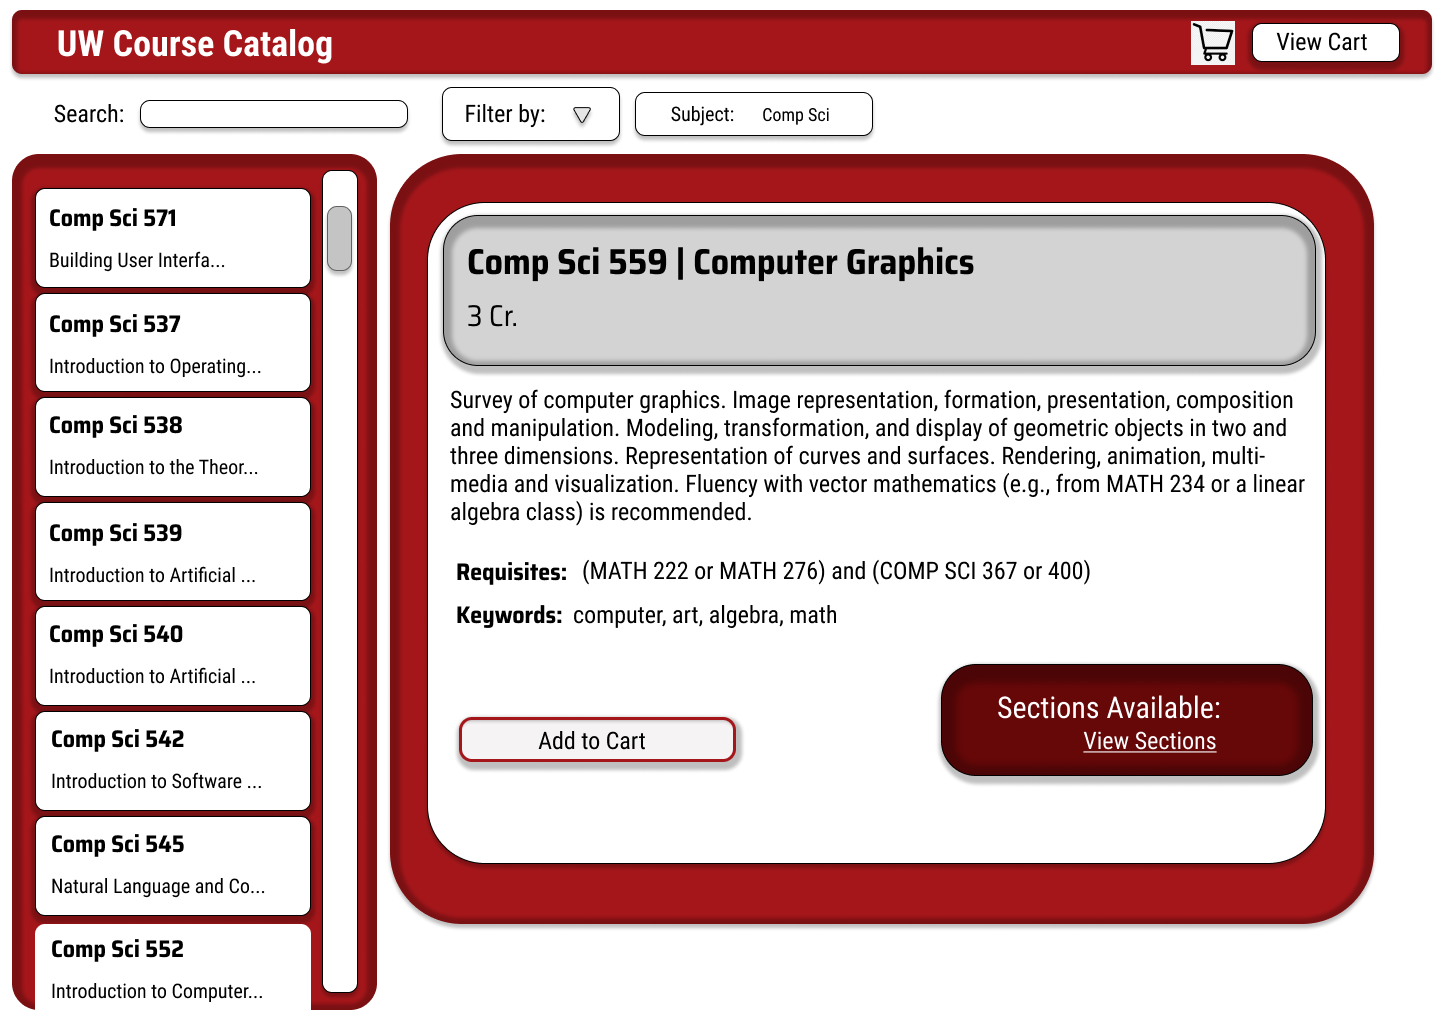 UW Course Catalog
View Cart
Search:
Filter by:
Subject: Comp Sci
Comp Sci 571
Building User Interfa...
Comp Sci 537
Introduction to Operating...
Comp Sci 538
Introduction to the Theor...
Comp Sci 539
Introduction to Artificial ...
Comp Sci 540
Introduction to Artificial ...
Comp Sci 542
Introduction to Software ...
Comp Sci 545
Natural Language and Co...
Comp Sci 552
Introduction to Computer...
Comp Sci 559 | Computer Graphics
3 Cr.
Survey of computer graphics. Image representation, formation, presentation, composition
and manipulation. Modeling, transformation, and display of geometric objects in two and
three dimensions. Representation of curves and surfaces. Rendering, animation, multi-
media and visualization. Fluency with vector mathematics (e.g., from MATH 234 or a linear
algebra class) is recommended.
Requisites: (MATH 222 or MATH 276) and (COMP SCI 367 or 400)
Keywords: computer, art, algebra, math
Add to Cart
Sections Available:
View Sections